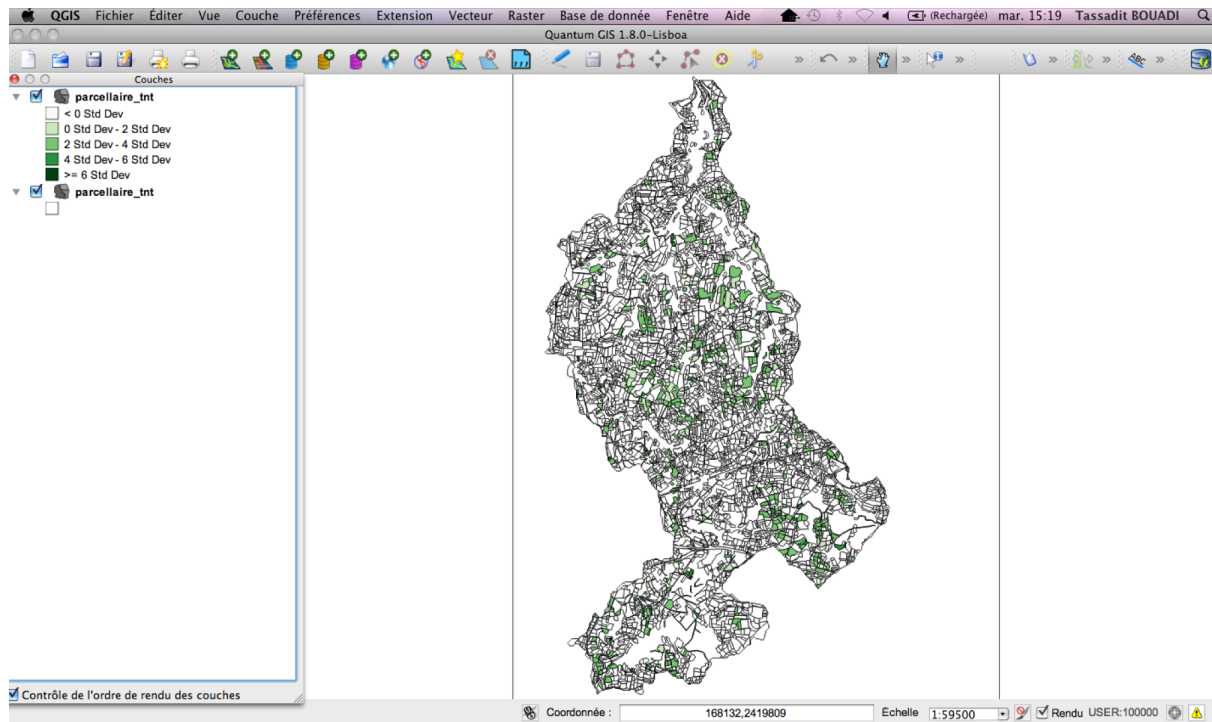 QGIS Fichier Éditer Vue Couche Préférences Extension Vecteur Raster Base de donnée Fenêtre Aide (Rechargée) mar. 15:19 Tassadit BOUADI
Quantum GIS 1.8.0-Lisboa
ABC
Couches
parcellaire_tnt
< 0 Std Dev
0 Std Dev - 2 Std Dev
2 Std Dev - 4 Std Dev
4 Std Dev - 6 Std Dev
>= 6 Std Dev
parcellaire_tnt
Contrôle de l'ordre de rendu des couches
Coordonnée : 168132,2419809 Échelle 1:59500 Rendu USER:100000